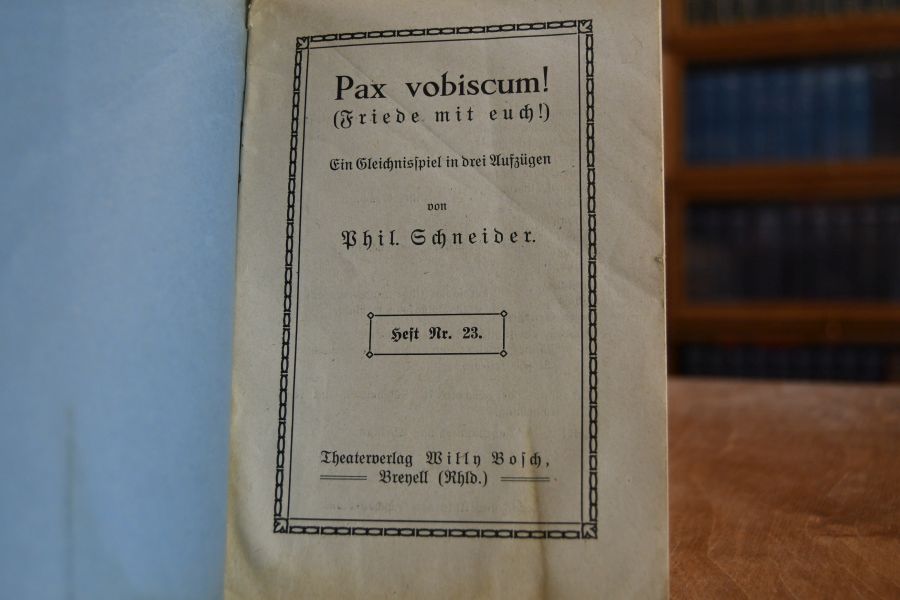 Pax vobiscum!
(Friede mit euch!)
Ein Gleichnisſpiel in drei Aufzügen
von
Phil. Schneider.
Heft Nr. 23.
Theaterverlag Willy Boſch,
Breyell (Rhld.)